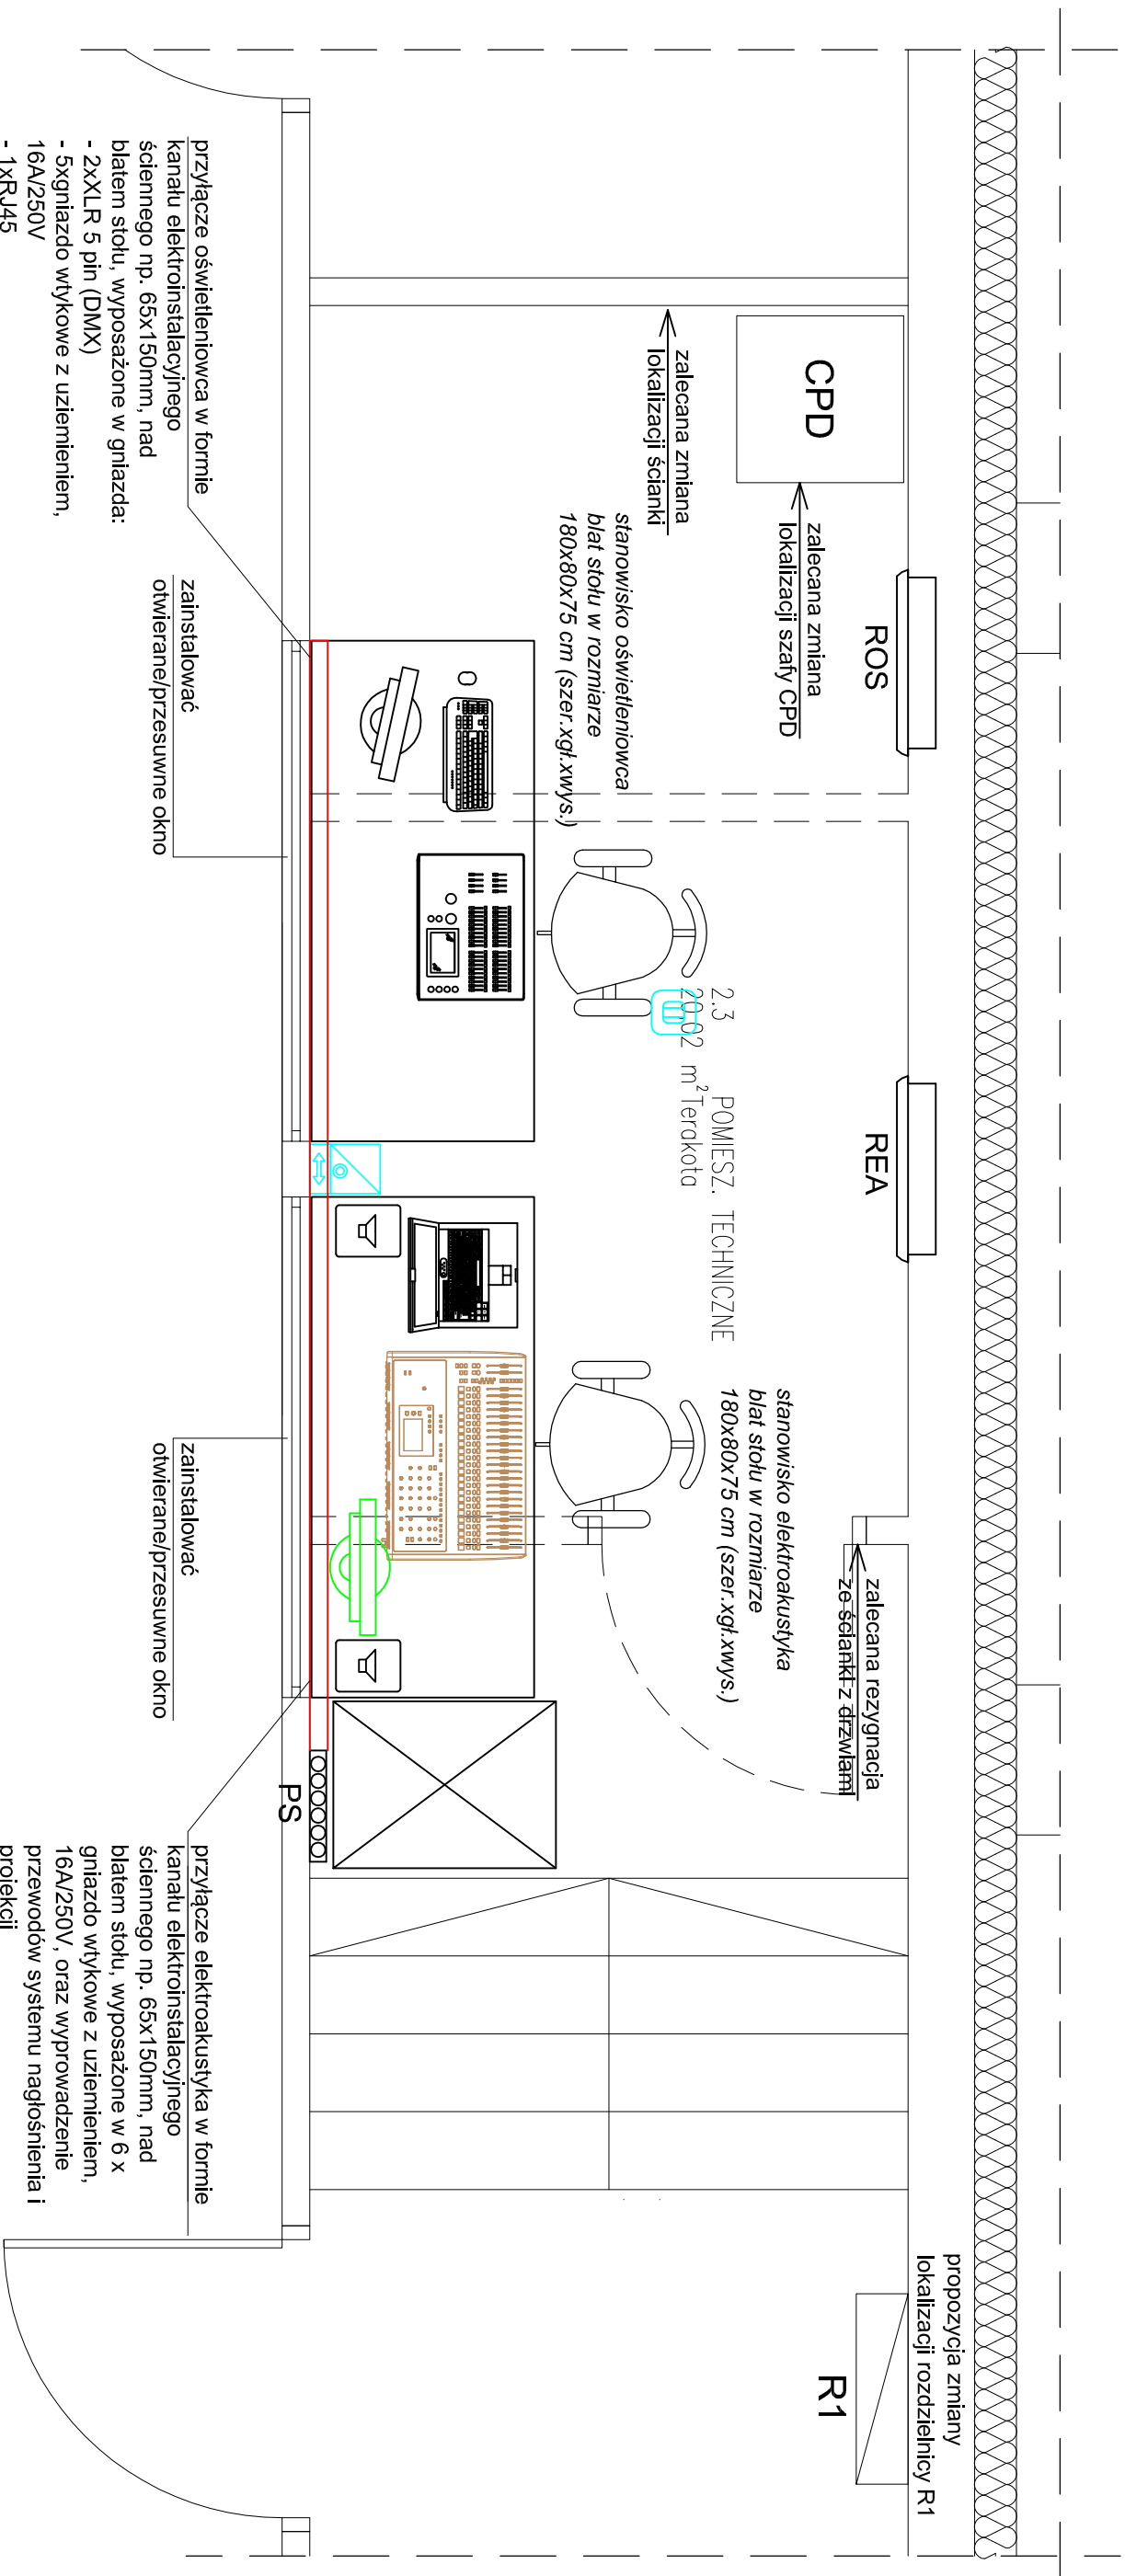 propozycja zmiany
lokalizacji rozdzielnicy R1
R1
ROS
REA
CPD
zalecana zmiana
lokalizacji szafy CPD
zalecana zmiana
lokalizacji ścianki
stanowisko oświetleniowca
blat stołu w rozmiarze
180x80x75 cm (szer.xgł.xwys.)
2.3 POMIESZ. TECHNICZNE
20.02 m² Terakota
stanowisko elektroakustyka
blat stołu w rozmiarze
180x80x75 cm (szer.xgł.xwys.)
zalecana rezygnacja
ze ścianki z drzwiami
PS
przyłącze oświetleniowca w formie
kanału elektroinstalacyjnego
ściennego np. 65x150mm, nad
blatem stołu, wyposażone w gniazda:
- 2xXLR 5 pin (DMX)
- 5xgniazdo wtykowe z uziemieniem,
16A/250V
- 1xRJ45
zainstalować
otwierane/przesuwne okno
zainstalować
otwierane/przesuwne okno
przyłącze elektroakustyka w formie
kanału elektroinstalacyjnego
ściennego np. 65x150mm, nad
blatem stołu, wyposażone w 6 x
gniazdo wtykowe z uziemieniem,
16A/250V, oraz wyprowadzenie
przewodów systemu nagłośnienia i
projekcji